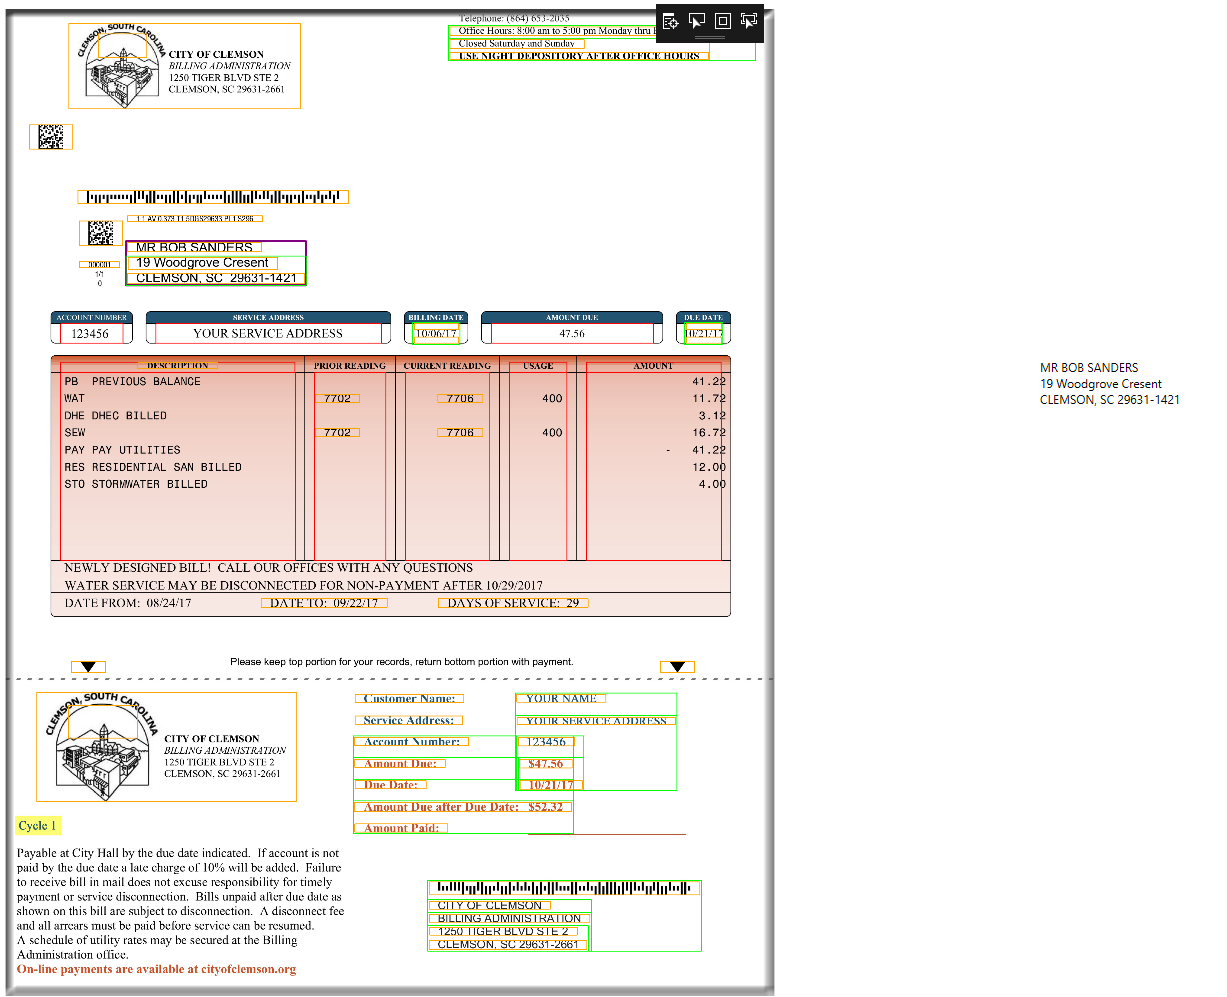 Telephone: (864) 653-2035
Office Hours: 8:00 am to 5:00 pm Monday thru
Closed Saturday and Sunday
USE NIGHT DEPOSITORY AFTER OFFICE HOURS
CLEMSON, SOUTH CAROLINA
CITY OF CLEMSON
BILLING ADMINISTRATION
1250 TIGER BLVD STE 2
CLEMSON, SC 29631-2661
000001
1/1
0
MR BOB SANDERS
19 Woodgrove Cresent
CLEMSON, SC 29631-1421
ACCOUNT NUMBER SERVICE ADDRESS BILLING DATE AMOUNT DUE DUE DATE
123456 YOUR SERVICE ADDRESS 10/06/17 47.56 10/21/17
DESCRIPTION PRIOR READING CURRENT READING USAGE AMOUNT
PB PREVIOUS BALANCE 41.22
WAT 7702 7706 400 11.72
DHE DHEC BILLED 3.12
SEW 7702 7706 400 16.72
PAY PAY UTILITIES - 41.22
RES RESIDENTIAL SAN BILLED 12.00
STO STORMWATER BILLED 4.00
NEWLY DESIGNED BILL! CALL OUR OFFICES WITH ANY QUESTIONS
WATER SERVICE MAY BE DISCONNECTED FOR NON-PAYMENT AFTER 10/29/2017
DATE FROM: 08/24/17 DATE TO: 09/22/17 DAYS OF SERVICE: 29
Please keep top portion for your records, return bottom portion with payment.
CLEMSON, SOUTH CAROLINA
CITY OF CLEMSON
BILLING ADMINISTRATION
1250 TIGER BLVD STE 2
CLEMSON, SC 29631-2661
Customer Name: YOUR NAME
Service Address: YOUR SERVICE ADDRESS
Account Number: 123456
Amount Due: $47.56
Due Date: 10/21/17
Amount Due after Due Date: $52.32
Amount Paid:
Cycle 1
Payable at City Hall by the due date indicated. If account is not
paid by the due date a late charge of 10% will be added. Failure
to receive bill in mail does not excuse responsibility for timely
payment or service disconnection. Bills unpaid after due date as
shown on this bill are subject to disconnection. A disconnect fee
and all arrears must be paid before service can be resumed.
A schedule of utility rates may be secured at the Billing
Administration office.
On-line payments are available at cityofclemson.org
CITY OF CLEMSON
BILLING ADMINISTRATION
1250 TIGER BLVD STE 2
CLEMSON, SC 29631-2661
MR BOB SANDERS
19 Woodgrove Cresent
CLEMSON, SC 29631-1421